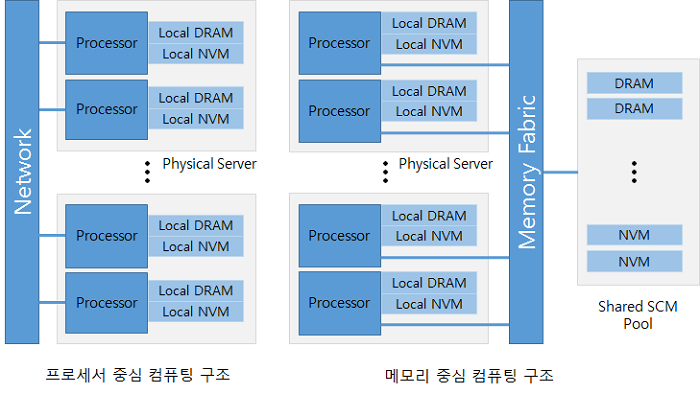 Network
Processor
Local DRAM
Local NVM
Processor
Local DRAM
Local NVM
Physical Server
Processor
Local DRAM
Local NVM
Processor
Local DRAM
Local NVM
프로세서 중심 컴퓨팅 구조
Processor
Local DRAM
Local NVM
Processor
Local DRAM
Local NVM
Physical Server
Processor
Local DRAM
Local NVM
Processor
Local DRAM
Local NVM
Memory Fabric
DRAM
DRAM
NVM
NVM
Shared SCM
Pool
메모리 중심 컴퓨팅 구조